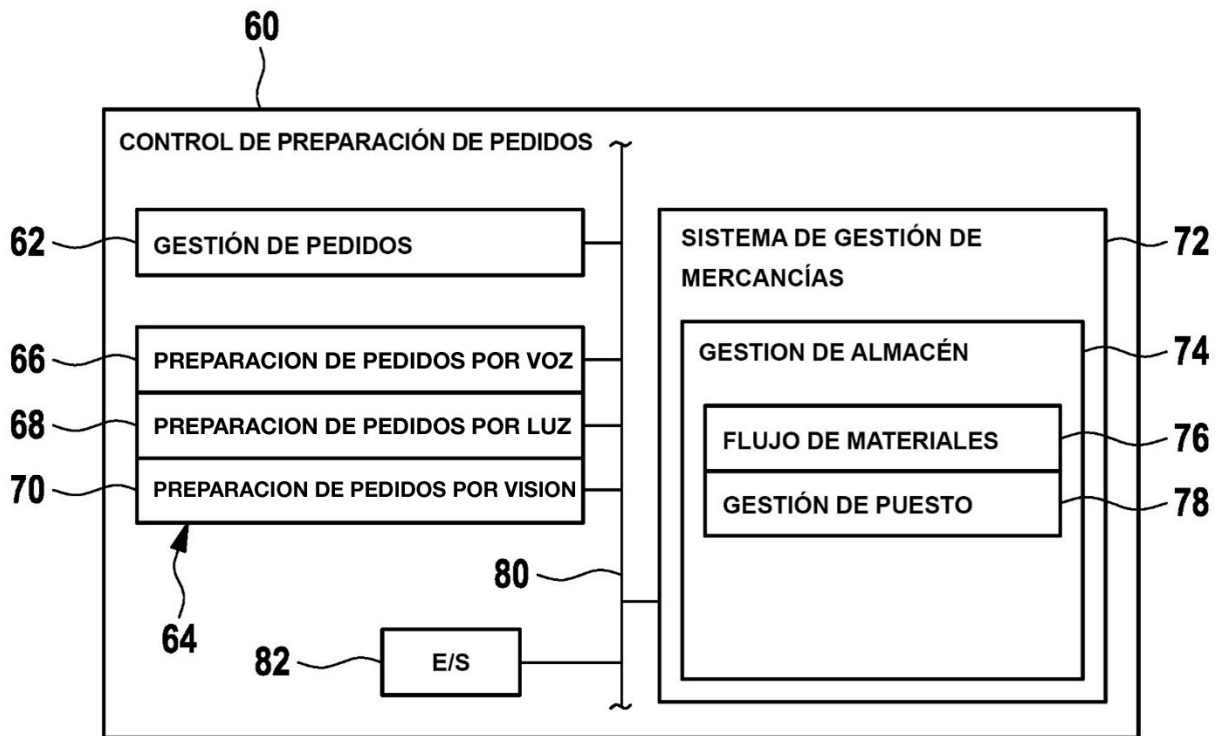 60
CONTROL DE PREPARACIÓN DE PEDIDOS
62
GESTIÓN DE PEDIDOS
66
PREPARACION DE PEDIDOS POR VOZ
68
PREPARACION DE PEDIDOS POR LUZ
70
PREPARACION DE PEDIDOS POR VISION
64
80
82
E/S
SISTEMA DE GESTIÓN DE
MERCANCÍAS
72
GESTION DE ALMACÉN
74
FLUJO DE MATERIALES
76
GESTIÓN DE PUESTO
78